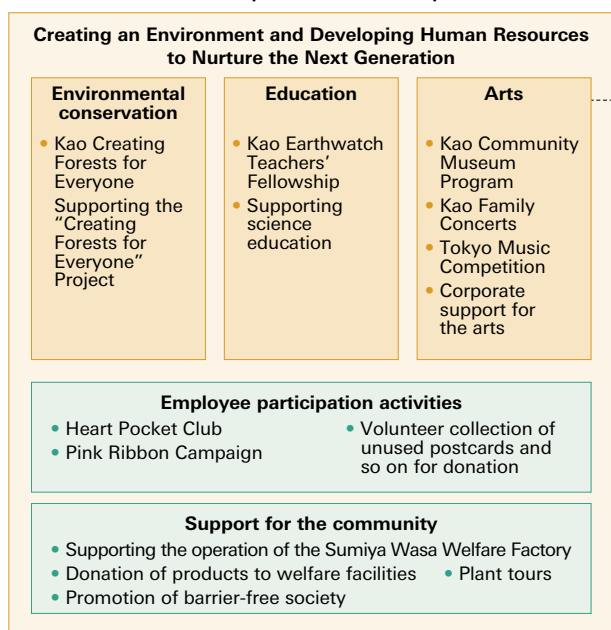 Creating an Environment and Developing Human Resources
to Nurture the Next Generation
Environmental
conservation
• Kao Creating
Forests for
Everyone
Supporting the
“Creating
Forests for
Everyone”
Project
Education
• Kao Earthwatch
Teachers’
Fellowship
• Supporting
science
education
Arts
• Kao Community
Museum
Program
• Kao Family
Concerts
• Tokyo Music
Competition
• Corporate
support for
the arts
Employee participation activities
• Heart Pocket Club
• Pink Ribbon Campaign
• Volunteer collection of
unused postcards and
so on for donation
Support for the community
• Supporting the operation of the Sumiya Wasa Welfare Factory
• Donation of products to welfare facilities • Plant tours
• Promotion of barrier-free society